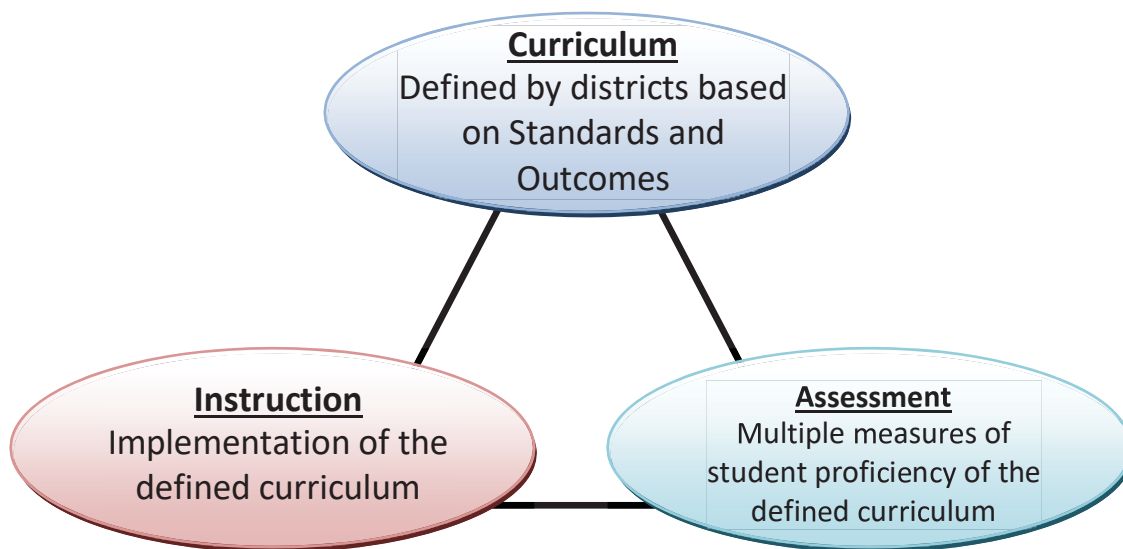 Curriculum
Defined by districts based
on Standards and
Outcomes
Instruction
Implementation of the
defined curriculum
Assessment
Multiple measures of
student proficiency of the
defined curriculum